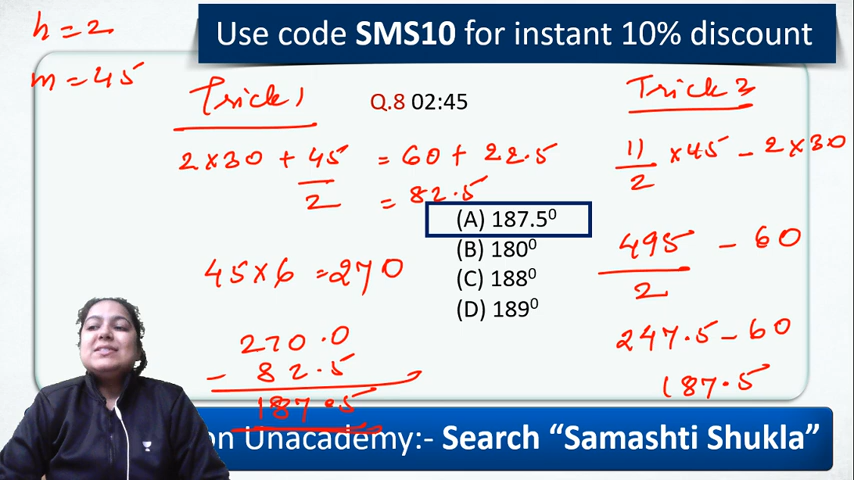 h = 2
m = 45
Use code SMS10 for instant 10% discount
Trick 1
Q.8 02:45
Trick 2
2 × 30 + 45/2 = 60 + 22.5
= 82.5
11/2 × 45 - 2 × 30
(A) 187.5⁰
(B) 180⁰
(C) 188⁰
(D) 189⁰
45 × 6 = 270
270.0
- 82.5
187.5
495/2 - 60
247.5 - 60
187.5
on Unacademy:- Search “Samashti Shukla”